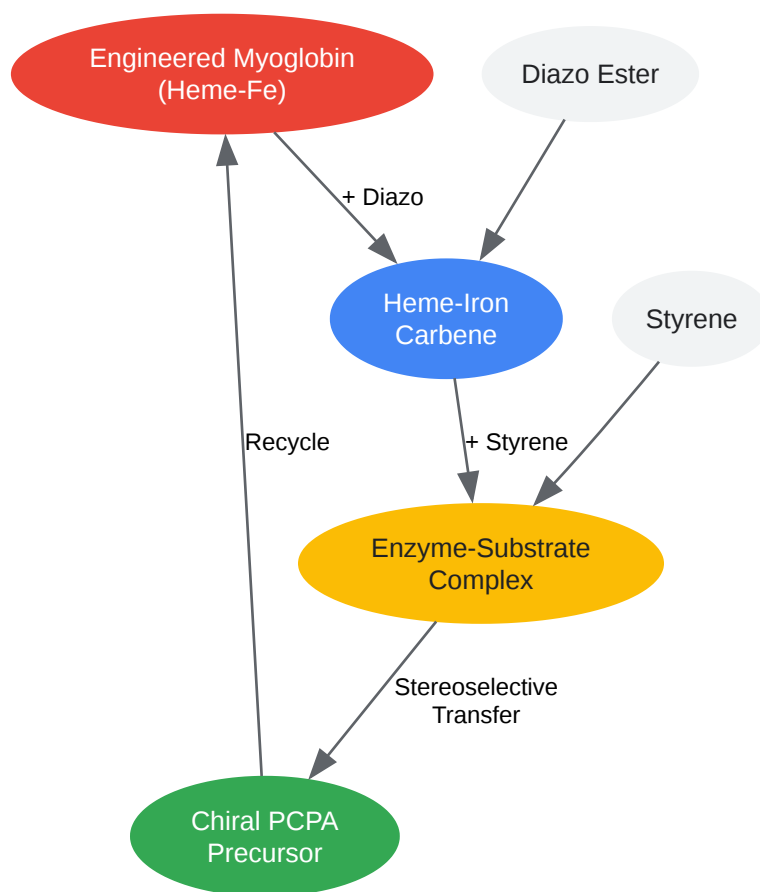 Engineered Myoglobin
(Heme-Fe)
Diazo Ester
+ Diazo
Heme-Iron
Carbene
Styrene
Recycle
+ Styrene
Enzyme-Substrate
Complex
Stereoselective
Transfer
Chiral PCPA
Precursor